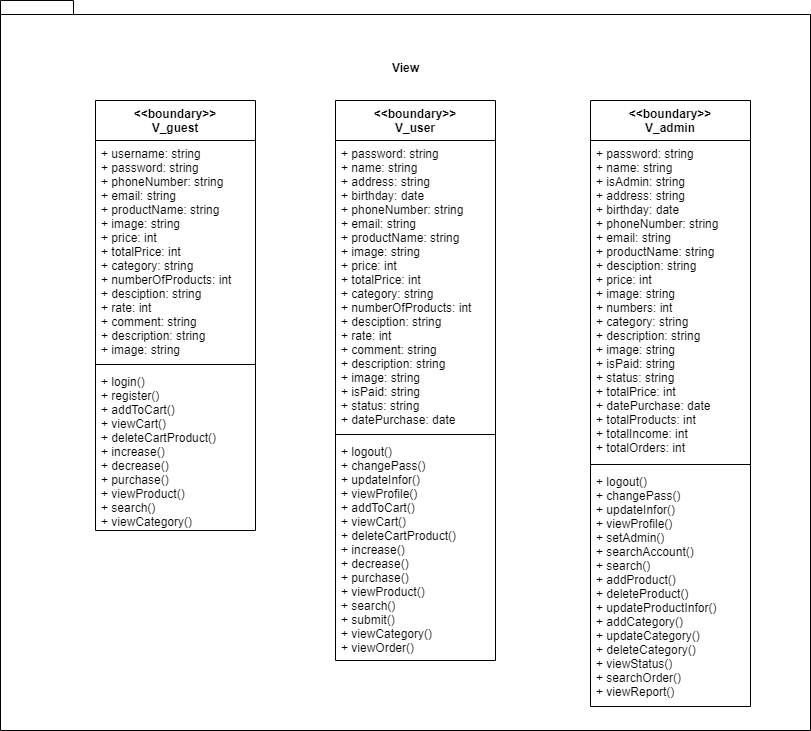 View
<<boundary>>
V_guest
+ username: string
+ password: string
+ phoneNumber: string
+ email: string
+ productName: string
+ image: string
+ price: int
+ totalPrice: int
+ category: string
+ numberOfProducts: int
+ desciption: string
+ rate: int
+ comment: string
+ description: string
+ image: string
+ login()
+ register()
+ addToCart()
+ viewCart()
+ deleteCartProduct()
+ increase()
+ decrease()
+ purchase()
+ viewProduct()
+ search()
+ viewCategory()
<<boundary>>
V_user
+ password: string
+ name: string
+ address: string
+ birthday: date
+ phoneNumber: string
+ email: string
+ productName: string
+ image: string
+ price: int
+ totalPrice: int
+ category: string
+ numberOfProducts: int
+ desciption: string
+ rate: int
+ comment: string
+ description: string
+ image: string
+ isPaid: string
+ status: string
+ datePurchase: date
+ logout()
+ changePass()
+ updateInfor()
+ viewProfile()
+ addToCart()
+ viewCart()
+ deleteCartProduct()
+ increase()
+ decrease()
+ purchase()
+ viewProduct()
+ search()
+ submit()
+ viewCategory()
+ viewOrder()
<<boundary>>
V_admin
+ password: string
+ name: string
+ isAdmin: string
+ address: string
+ birthday: date
+ phoneNumber: string
+ email: string
+ productName: string
+ desciption: string
+ price: int
+ image: string
+ numbers: int
+ category: string
+ description: string
+ image: string
+ isPaid: string
+ status: string
+ totalPrice: int
+ datePurchase: date
+ totalProducts: int
+ totalIncome: int
+ totalOrders: int
+ logout()
+ changePass()
+ updateInfor()
+ viewProfile()
+ setAdmin()
+ searchAccount()
+ search()
+ addProduct()
+ deleteProduct()
+ updateProductInfor()
+ addCategory()
+ updateCategory()
+ deleteCategory()
+ viewStatus()
+ searchOrder()
+ viewReport()